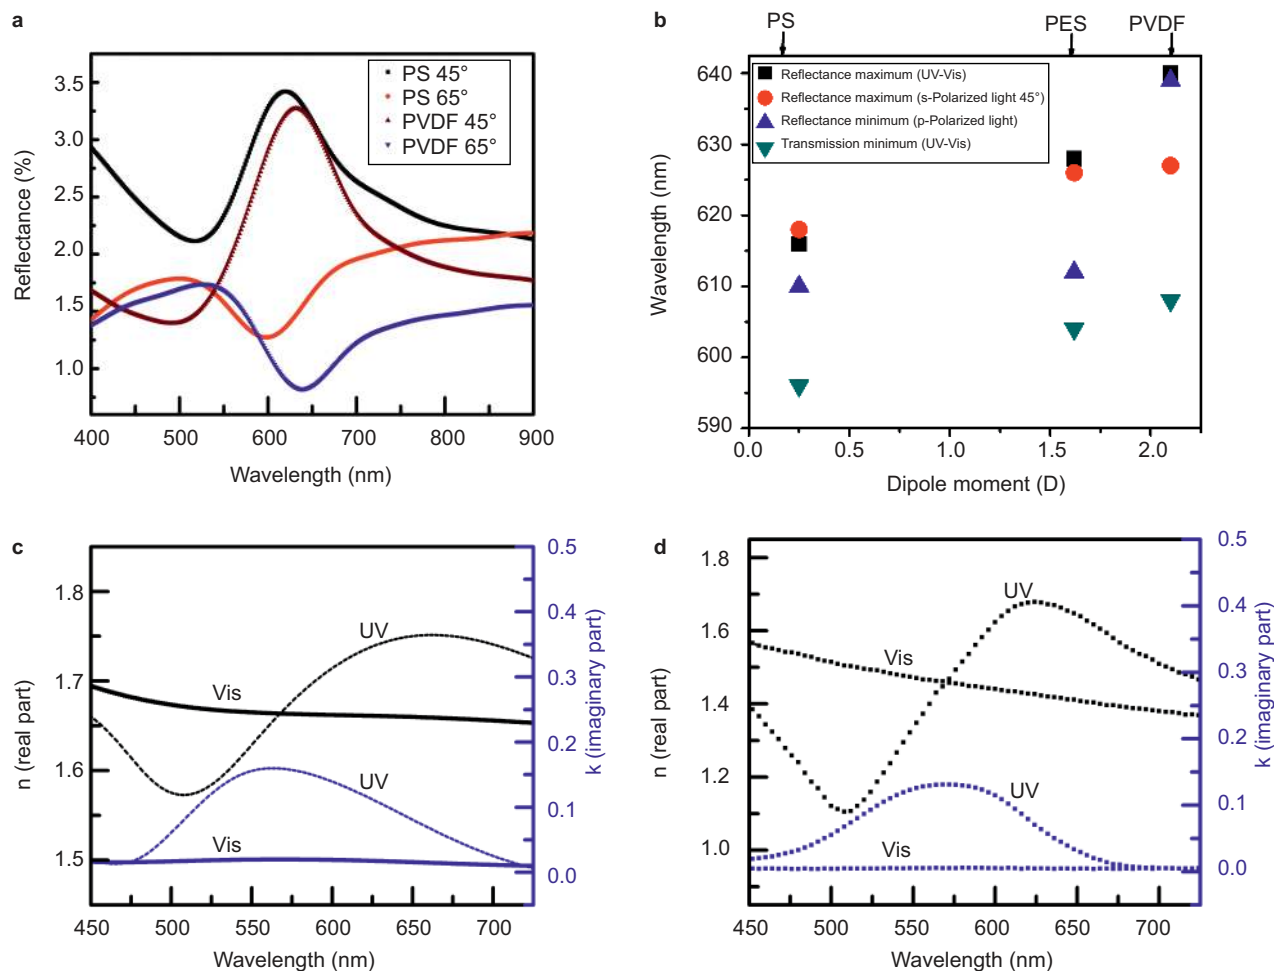 a
3.5
3.0
2.5
2.0
1.5
1.0
Reflectance (%)
PS 45°
PS 65°
PVDF 45°
PVDF 65°
400 500 600 700 800 900
Wavelength (nm)
b
PS PES PVDF
640
630
620
610
600
590
Wavelength (nm)
Reflectance maximum (UV-Vis)
Reflectance maximum (s-Polarized light 45°)
Reflectance minimum (p-Polarized light)
Transmission minimum (UV-Vis)
0.0 0.5 1.0 1.5 2.0
Dipole moment (D)
c
1.8
1.7
1.6
1.5
n (real part)
UV
Vis
UV
Vis
0.5
0.4
0.3
0.2
0.1
0.0
k (imaginary part)
450 500 550 600 650 700
Wavelength (nm)
d
1.8
1.6
1.4
1.2
1.0
n (real part)
UV
Vis
UV
Vis
0.5
0.4
0.3
0.2
0.1
0.0
k (imaginary part)
450 500 550 600 650 700
Wavelength (nm)